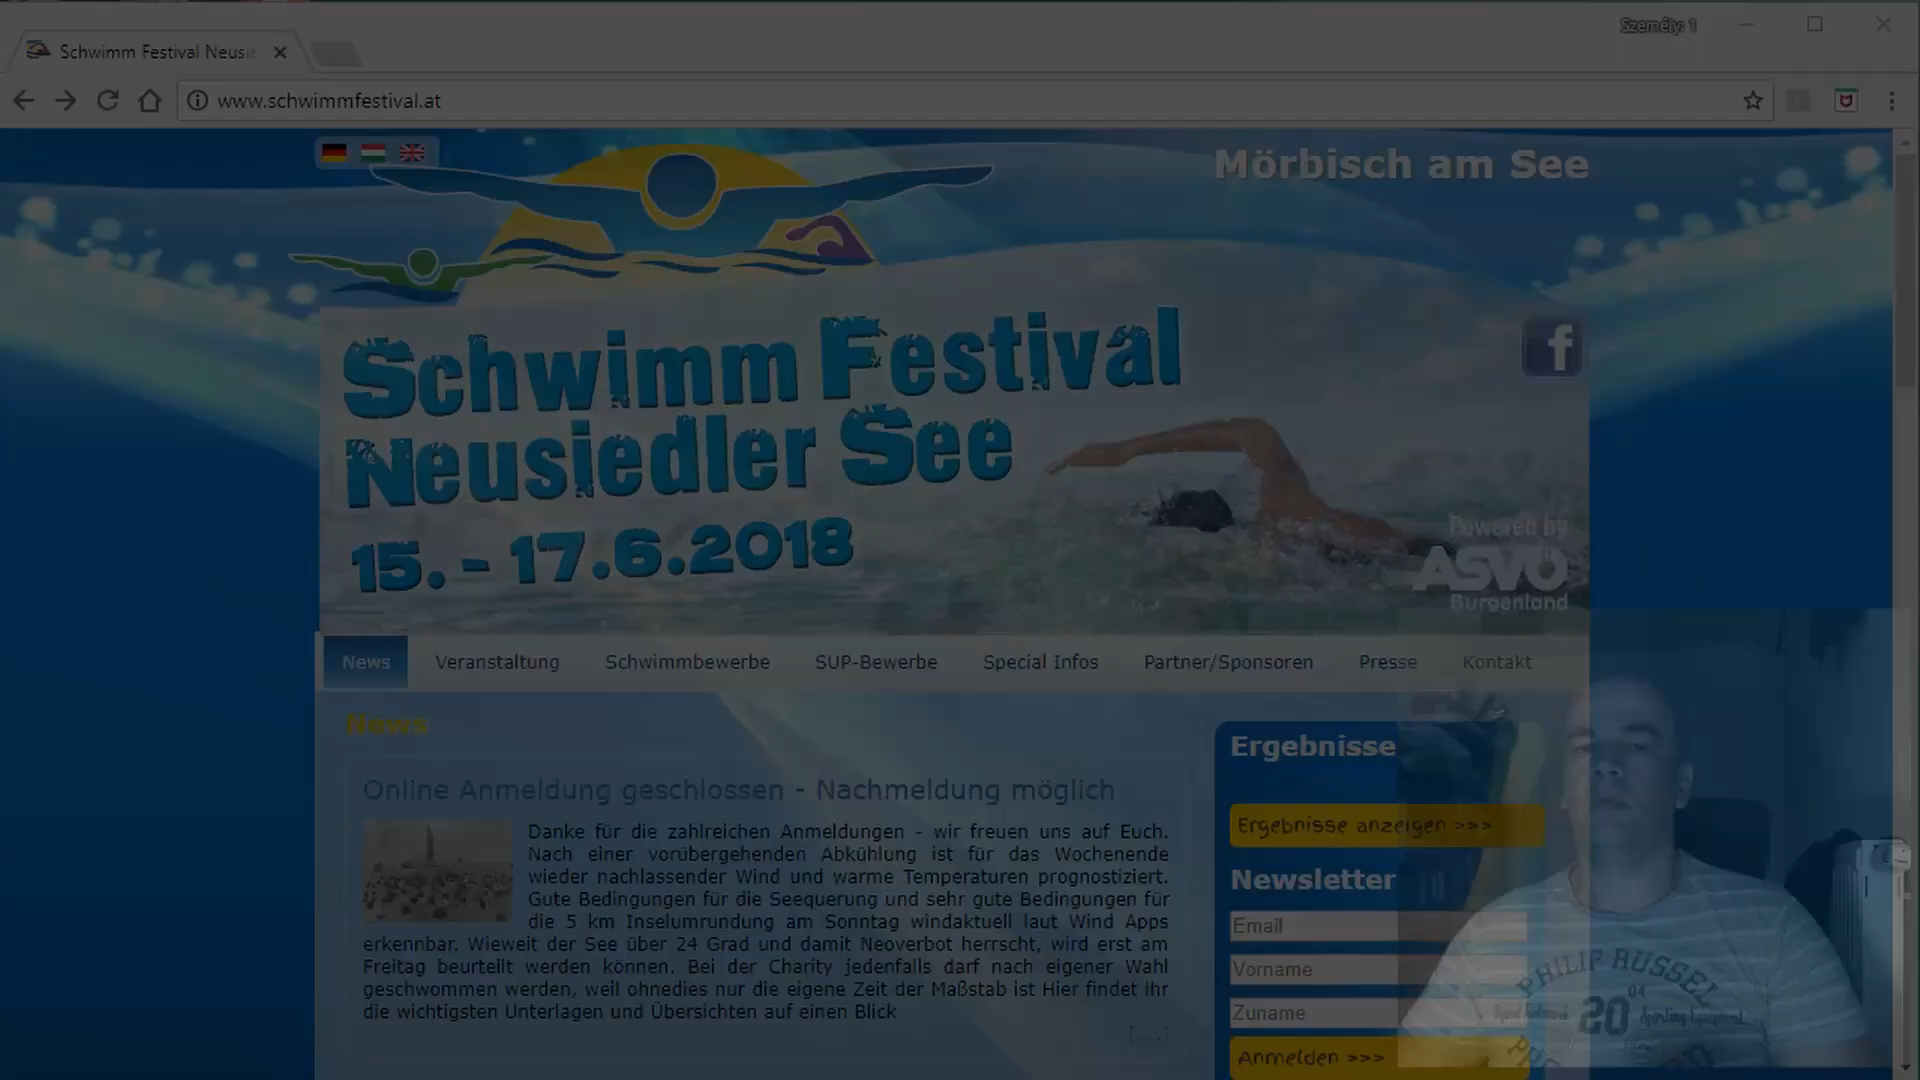 Személy: 1
Schwimm Festival Neusie
www.schwimmfestival.at
Mörbisch am See
Schwimm Festival
Neusiedler See
15. - 17.6.2018
Powered by
ASVÖ
Burgenland
News
Veranstaltung
Schwimmbewerbe
SUP-Bewerbe
Special Infos
Partner/Sponsoren
Presse
Kontakt
News
Online Anmeldung geschlossen - Nachmeldung möglich
Danke für die zahlreichen Anmeldungen - wir freuen uns auf Euch.
Nach einer vorübergehenden Abkühlung ist für das Wochenende
wieder nachlassender Wind und warme Temperaturen prognostiziert.
Gute Bedingungen für die Seequerung und sehr gute Bedingungen für
die 5 km Inselumrundung am Sonntag windaktuell laut Wind Apps
erkennbar. Wieweit der See über 24 Grad und damit Neoverbot herrscht, wird erst am
Freitag beurteilt werden können. Bei der Charity jedenfalls darf nach eigener Wahl
geschwommen werden, weil ohnedies nur die eigene Zeit der Maßstab ist Hier findet ihr
die wichtigsten Unterlagen und Übersichten auf einen Blick
[...]
Ergebnisse
Ergebnisse anzeigen >>>
Newsletter
Email
Vorname
Zuname
Anmelden >>>
PHILIP RUSSEL
20 04